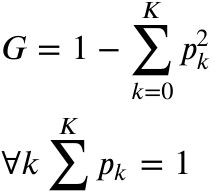 G = 1 − ∑_{k=0}^{K} p_k^2
∀k ∑^{K} p_k = 1